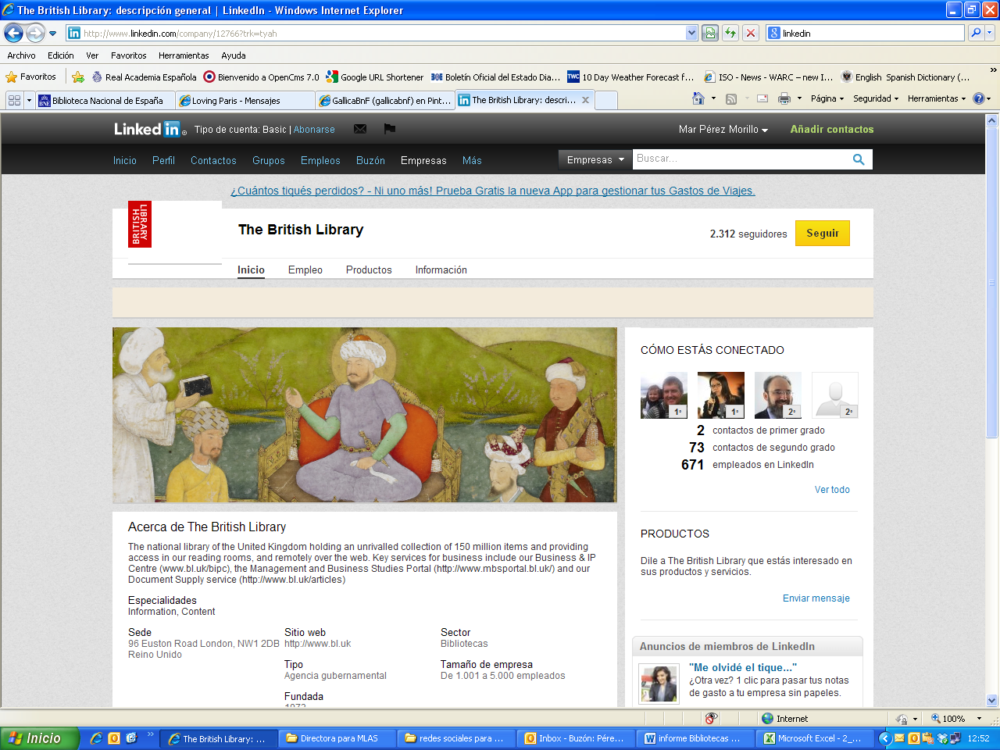 The British Library: descripción general | LinkedIn - Windows Internet Explorer
http://www.linkedin.com/company/12766?trk=tyah
linkedin
Archivo Edición Ver Favoritos Herramientas Ayuda
Favoritos Real Academia Española Bienvenido a OpenCms 7.0 Google URL Shortener Boletín Oficial del Estado Dia... 10 Day Weather Forecast f... ISO - News - WARC – new I... English Spanish Dictionary (...
Biblioteca Nacional de España Loving Paris - Mensajes GallicaBnF (gallicabnf) en Pint... The British Library: descri... Página Seguridad Herramientas
Linked in Tipo de cuenta: Basic | Abonarse Mar Pérez Morillo Añadir contactos
Inicio Perfil Contactos Grupos Empleos Buzón Empresas Más Empresas Buscar...
¿Cuántos tiqués perdidos? - Ni uno más! Prueba Gratis la nueva App para gestionar tus Gastos de Viajes.
BRITISH LIBRARY
The British Library
2.312 seguidores Seguir
Inicio Empleo Productos Información
CÓMO ESTÁS CONECTADO
1º 1º 2º 2º
2 contactos de primer grado
73 contactos de segundo grado
671 empleados en LinkedIn
Ver todo
Acerca de The British Library
The national library of the United Kingdom holding an unrivalled collection of 150 million items and providing
access in our reading rooms, and remotely over the web. Key services for business include our Business & IP
Centre (www.bl.uk/bipc), the Management and Business Studies Portal (http://www.mbsportal.bl.uk/) and our
Document Supply service (http://www.bl.uk/articles)
Especialidades
Information, Content
Sede
96 Euston Road London, NW1 2DB
Reino Unido
Sitio web
http://www.bl.uk
Sector
Bibliotecas
Tipo
Agencia gubernamental
Tamaño de empresa
De 1.001 a 5.000 empleados
Fundada
PRODUCTOS
Dile a The British Library que estás interesado en
sus productos y servicios.
Enviar mensaje
Anuncios de miembros de LinkedIn
"Me olvidé el tique..."
¿Otra vez? 1 clic para pasar tus notas
de gasto a tu empresa sin papeles.
Internet 100%
Inicio The British Library: ... Directora para MLAS redes sociales para ... Inbox - Buzón: Pére... informe Bibliotecas ... Microsoft Excel - 2_... 12:52